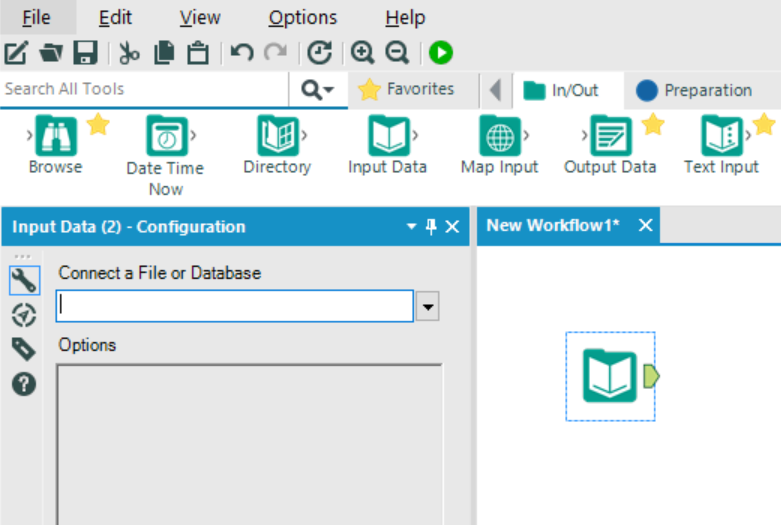 File Edit View Options Help
Search All Tools Favorites In/Out Preparation
Browse Date Time Now Directory Input Data Map Input Output Data Text Input
Input Data (2) - Configuration New Workflow1*
Connect a File or Database
Options